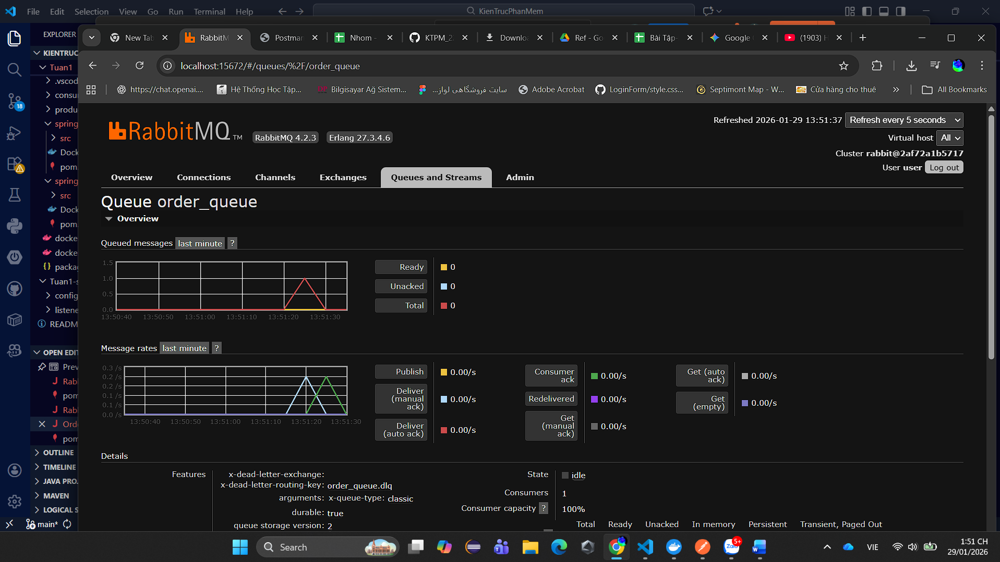 File Edit Selection View Go Run Terminal Help
KienTrucPhanMem
EXPLORER
KIENTRUC
Tuan1
.vscod
consu
produ
spring
src
Dock
pom.
spring
src
Dock
pom.
docke
docke
packa
Tuan1-s
config
listene
READM
OPEN EDIT
Prev
Rab
pom
Rab
Ord
pom
OUTLINE
TIMELINE
JAVA PRO.
MAVEN
LOGICAL S
18
main*
New Tab
RabbitM
Postman
Nhom -
KTPM_2
Downlo
Ref - Go
Bài Tập-
Google
(1903) H
localhost:15672/#/queues/%2F/order_queue
https://chat.openai....
Hệ Thống Học Tập...
Bilgisayar Ağ Sistem...
سایت فروشگاهی لواز...
Adobe Acrobat
LoginForm/style.css...
Septimont Map - W...
Cửa hàng cho thuê
»
All Bookmarks
RabbitMQ TM
RabbitMQ 4.2.3
Erlang 27.3.4.6
Refreshed 2026-01-29 13:51:37
Refresh every 5 seconds
Virtual host All
Cluster rabbit@2af72a1b5717
User user Log out
Overview Connections Channels Exchanges Queues and Streams Admin
Queue order_queue
Overview
Queued messages last minute ?
1.5
1.0
0.5
0.0
13:50:40 13:50:50 13:51:00 13:51:10 13:51:20 13:51:30
Ready 0
Unacked 0
Total 0
Message rates last minute ?
0.3 /s
0.2 /s
0.2 /s
0.1 /s
0.1 /s
0.0 /s
13:50:40 13:50:50 13:51:00 13:51:10 13:51:20 13:51:30
Publish 0.00/s
Deliver (manual ack) 0.00/s
Deliver (auto ack) 0.00/s
Consumer ack 0.00/s
Redelivered 0.00/s
Get (manual ack) 0.00/s
Get (auto ack) 0.00/s
Get (empty) 0.00/s
Details
Features
x-dead-letter-exchange:
x-dead-letter-routing-key: order_queue.dlq
arguments: x-queue-type: classic
durable: true
queue storage version: 2
State idle
Consumers 1
Consumer capacity ? 100%
Total Ready Unacked In memory Persistent Transient, Paged Out
Search
Zalo
5+
VIE
1:51 CH
29/01/2026